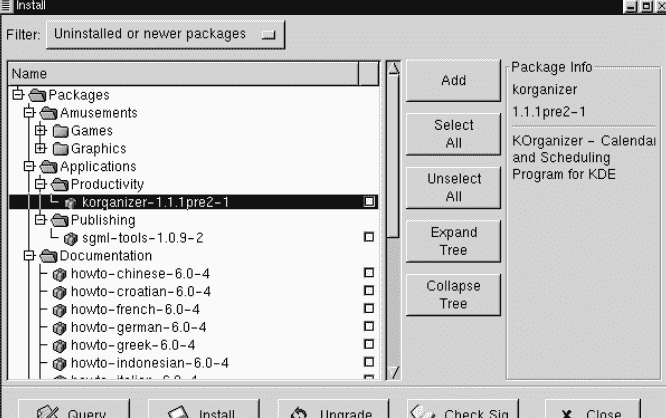 Install
Filter: Uninstalled or newer packages
Name
Packages
Amusements
Games
Graphics
Applications
Productivity
korganizer-1.1.1pre2-1
Publishing
sgml-tools-1.0.9-2
Documentation
howto-chinese-6.0-4
howto-croatian-6.0-4
howto-french-6.0-4
howto-german-6.0-4
howto-greek-6.0-4
howto-indonesian-6.0-4
Add
Select
All
Unselect
All
Expand
Tree
Collapse
Tree
Package Info
korganizer
1.1.1pre2-1
KOrganizer - Calendar
and Scheduling
Program for KDE
Query Install Upgrade Check Sig Close